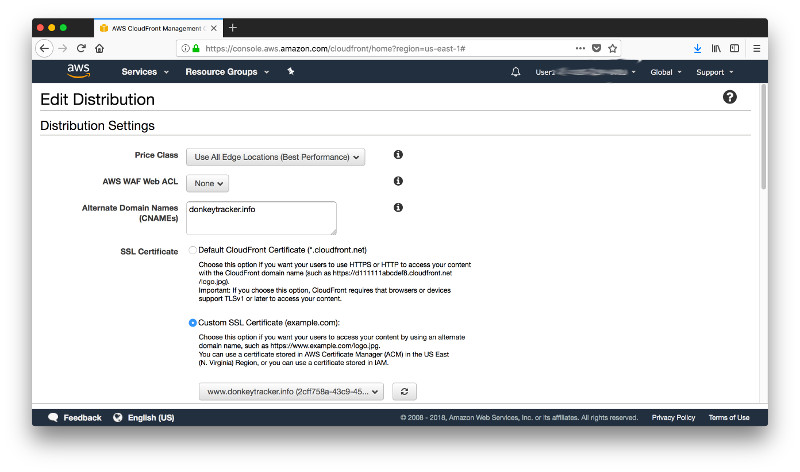 AWS CloudFront Management C
https://console.aws.amazon.com/cloudfront/home?region=us-east-1#
aws Services Resource Groups Global Support
Edit Distribution
Distribution Settings
Price Class Use All Edge Locations (Best Performance)
AWS WAF Web ACL None
Alternate Domain Names donkeytracker.info
(CNAMEs)
SSL Certificate Default CloudFront Certificate (*.cloudfront.net)
Choose this option if you want your users to use HTTPS or HTTP to access your content
with the CloudFront domain name (such as https://d111111abcdef8.cloudfront.net
/logo.jpg).
Important: If you choose this option, CloudFront requires that browsers or devices
support TLSv1 or later to access your content.
Custom SSL Certificate (example.com):
Choose this option if you want your users to access your content by using an alternate
domain name, such as https://www.example.com/logo.jpg.
You can use a certificate stored in AWS Certificate Manager (ACM) in the US East
(N. Virginia) Region, or you can use a certificate stored in IAM.
www.donkeytracker.info (2cff758a-43c9-45...
Feedback English (US) © 2008 - 2018, Amazon Web Services, Inc. or its affiliates. All rights reserved. Privacy Policy Terms of Use